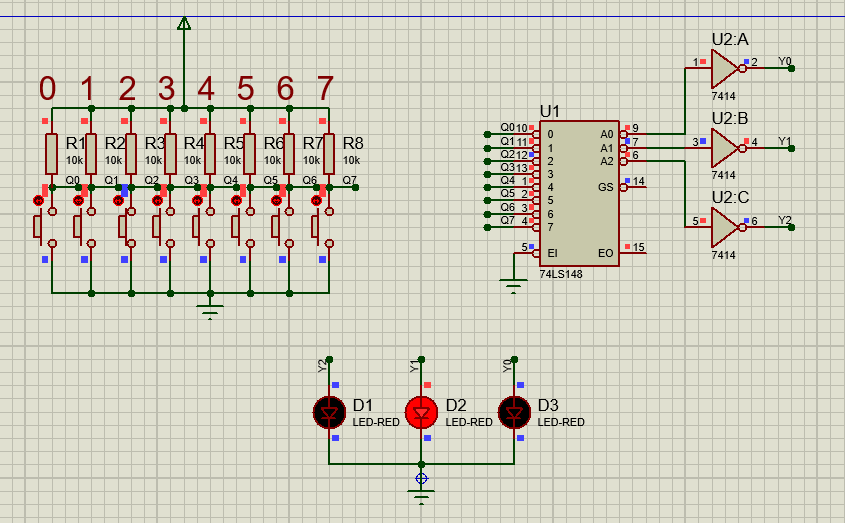 0 1 2 3 4 5 6 7
R1 R2 R3 R4 R5 R6 R7 R8
10k 10k 10k 10k 10k 10k 10k 10k
Q0 Q1 Q2 Q3 Q4 Q5 Q6 Q7
U1
Q0 10 0 A0 9
Q1 11 1 A1 7
Q2 12 2 A2 6
Q3 13 3
Q4 1 4 GS 14
Q5 2 5
Q6 3 6
Q7 4 7
5 EI EO 15
74LS148
U2:A
1 2 Y0
7414
U2:B
3 4 Y1
7414
U2:C
5 6 Y2
7414
Y2 Y1 Y0
D1 D2 D3
LED-RED LED-RED LED-RED